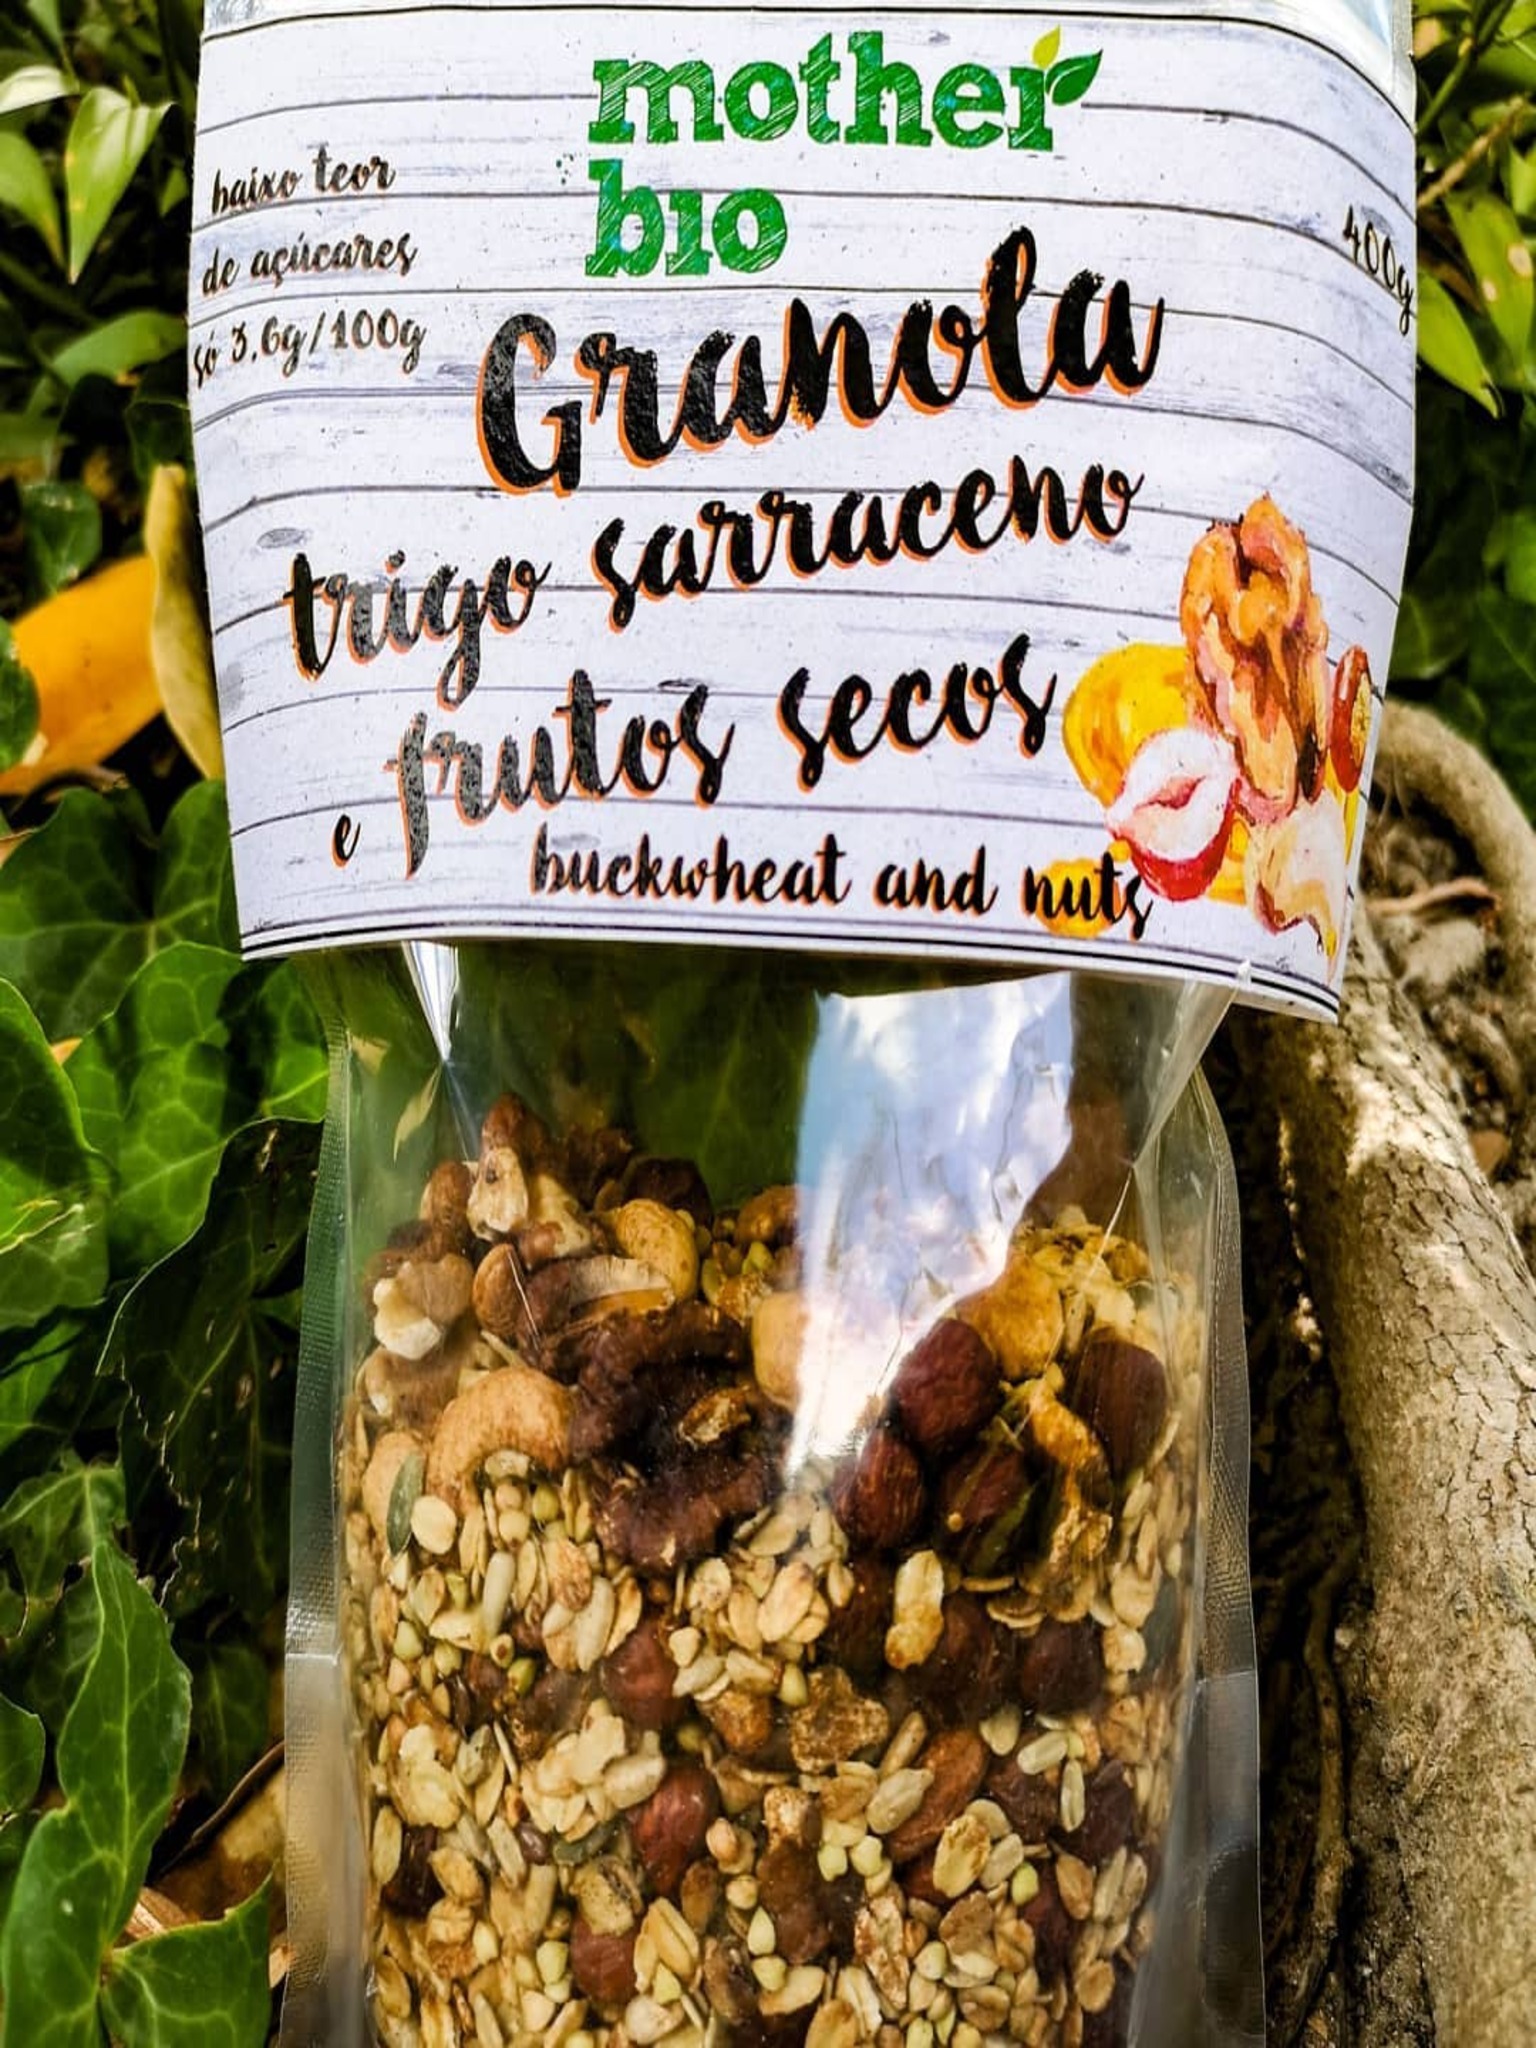 mother
bio
baixo teor
de açúcares
só 3,6g/100g
400g
Granola
trigo sarraceno
e frutos secos
buckwheat and nuts